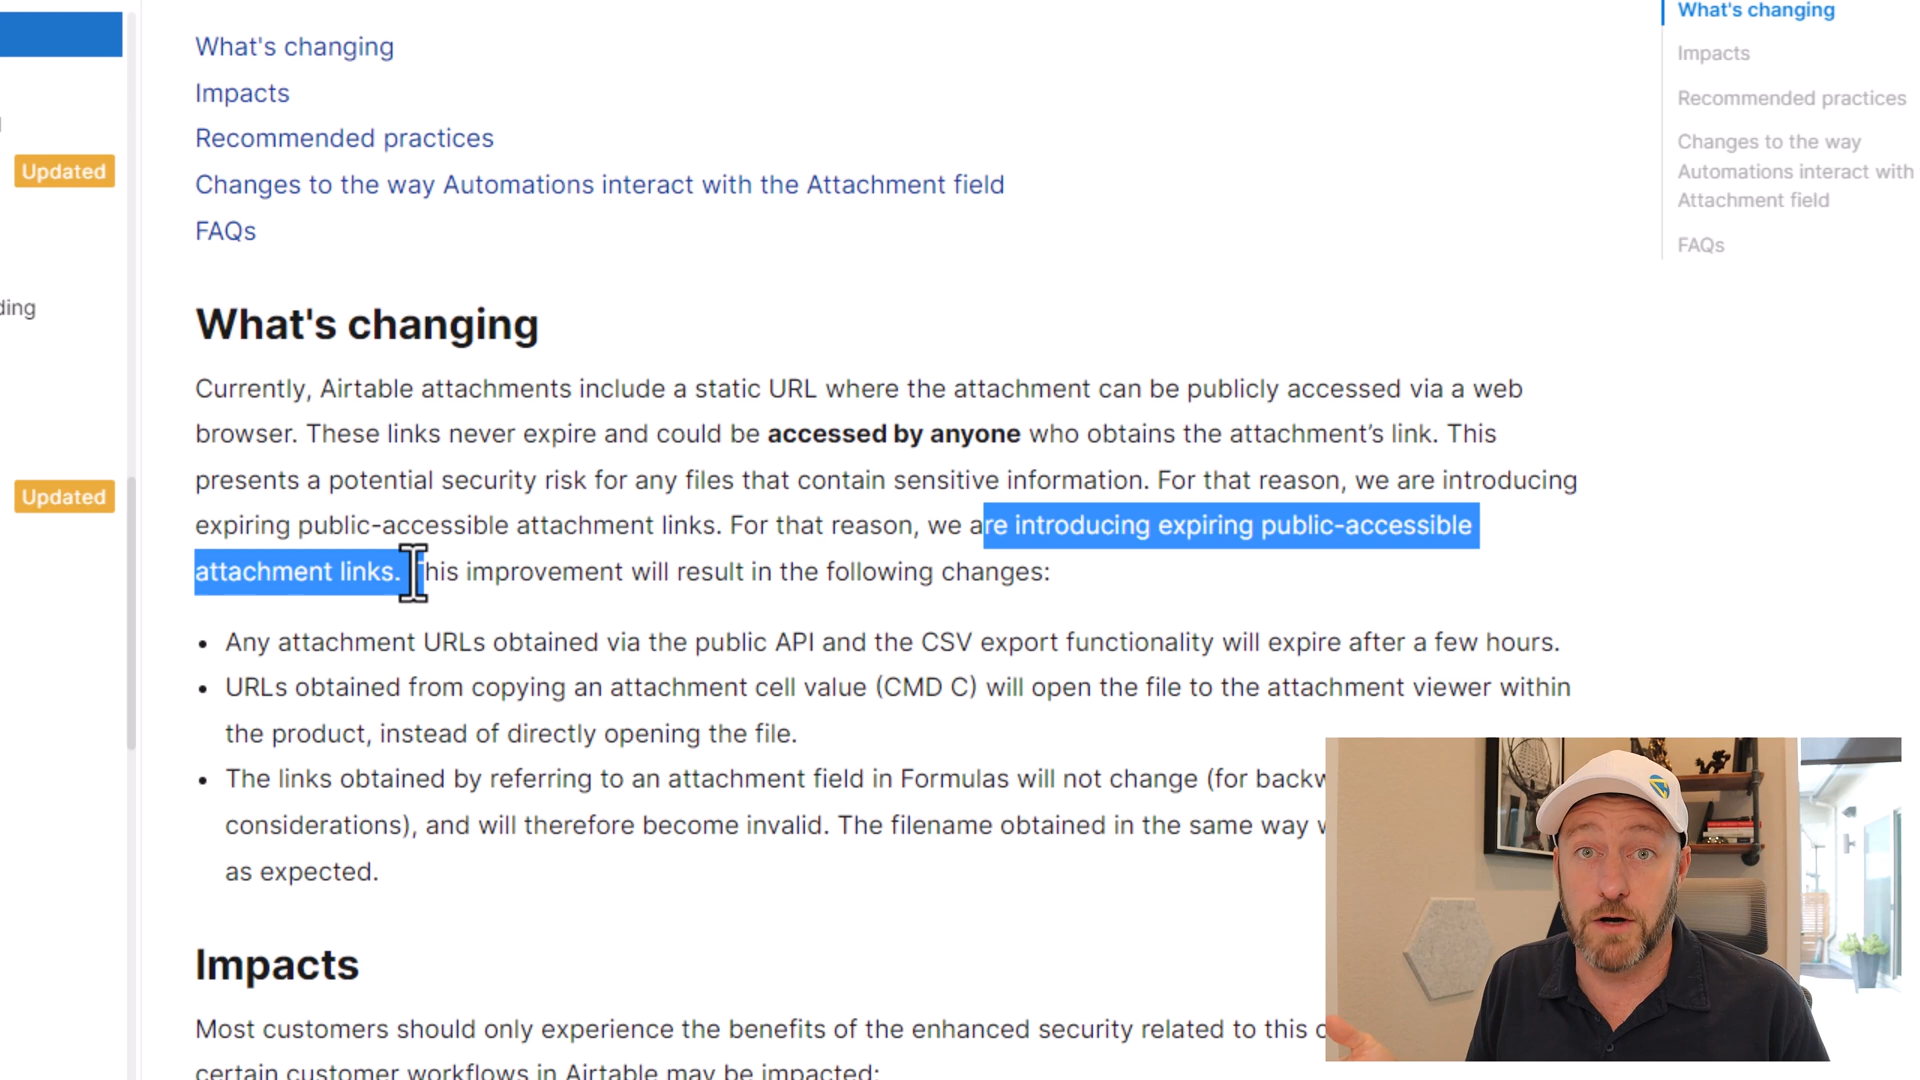 What's changing
Impacts
Recommended practices
Changes to the way Automations interact with the Attachment field
FAQs
What's changing
Currently, Airtable attachments include a static URL where the attachment can be publicly accessed via a web
browser. These links never expire and could be accessed by anyone who obtains the attachment’s link. This
presents a potential security risk for any files that contain sensitive information. For that reason, we are introducing
expiring public-accessible attachment links. For that reason, we are introducing expiring public-accessible
attachment links. This improvement will result in the following changes:
• Any attachment URLs obtained via the public API and the CSV export functionality will expire after a few hours.
• URLs obtained from copying an attachment cell value (CMD C) will open the file to the attachment viewer within
the product, instead of directly opening the file.
• The links obtained by referring to an attachment field in Formulas will not change (for
considerations), and will therefore become invalid. The filename obtained in the same way
as expected.
Impacts
Most customers should only experience the benefits of the enhanced security related to this
certain customer workflows in Airtable may be impacted:
Updated
ding
Updated
What's changing
Impacts
Recommended practices
Changes to the way
Automations interact with
Attachment field
FAQs